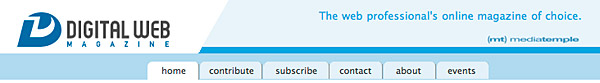 DIGITAL WEB
MAGAZINE
The web professional's online magazine of choice.
(mt) mediatemple
home contribute subscribe contact about events